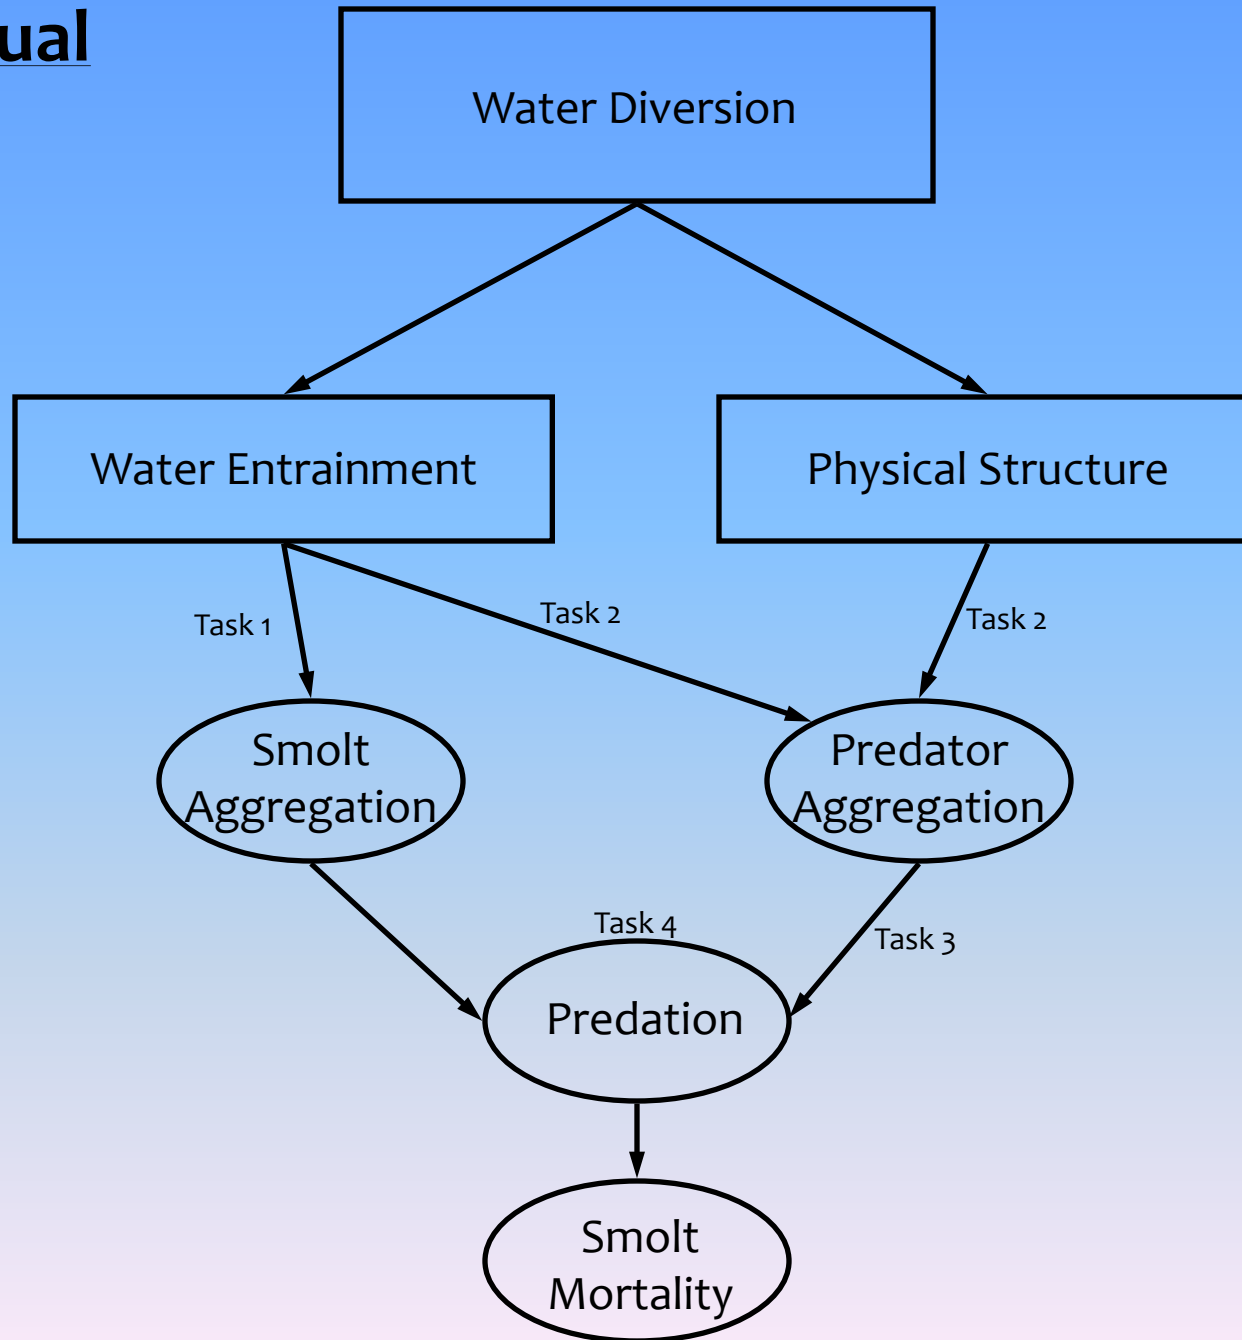 ual
Water Diversion
Water Entrainment
Physical Structure
Task 1
Task 2
Task 2
Smolt
Aggregation
Predator
Aggregation
Task 4
Task 3
Predation
Smolt
Mortality